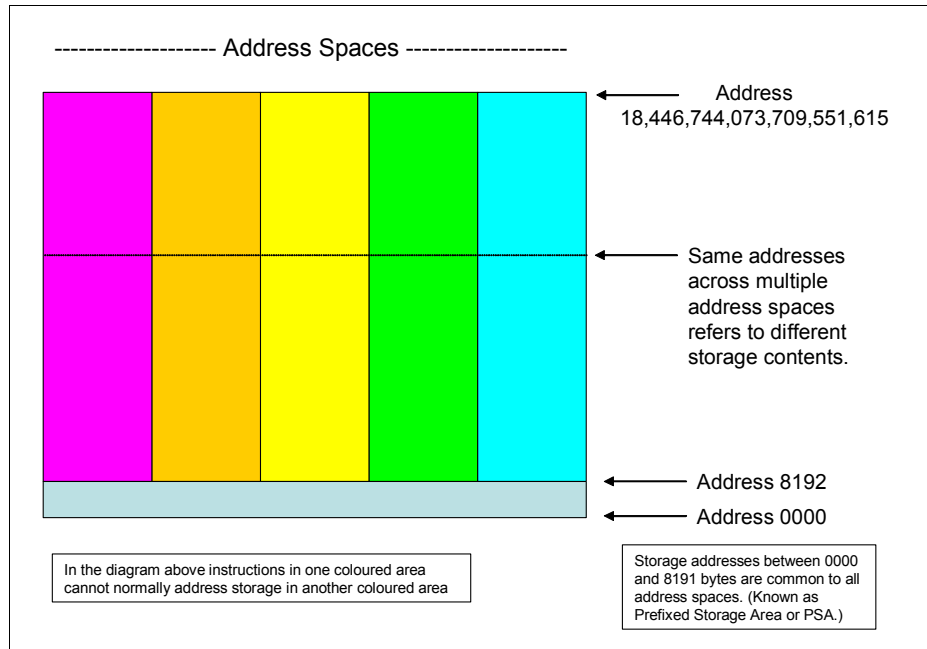 ------------------- Address Spaces -------------------
Address
18,446,744,073,709,551,615
Same addresses
across multiple
address spaces
refers to different
storage contents.
Address 8192
Address 0000
In the diagram above instructions in one coloured area
cannot normally address storage in another coloured area
Storage addresses between 0000
and 8191 bytes are common to all
address spaces. (Known as
Prefixed Storage Area or PSA.)